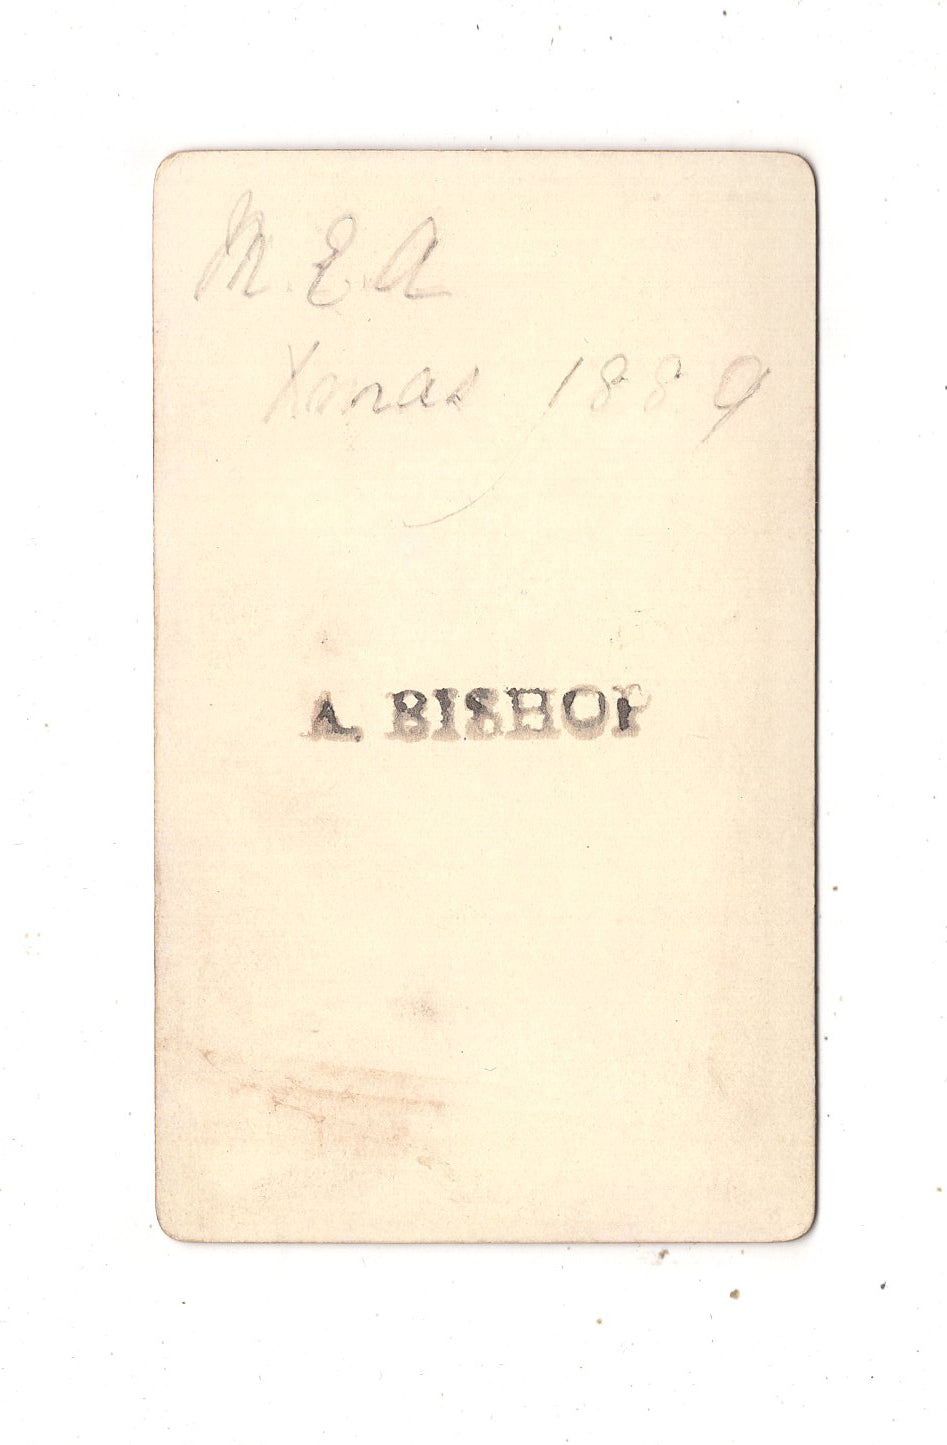 M. E. A
Xmas 1889
A. BISHOP